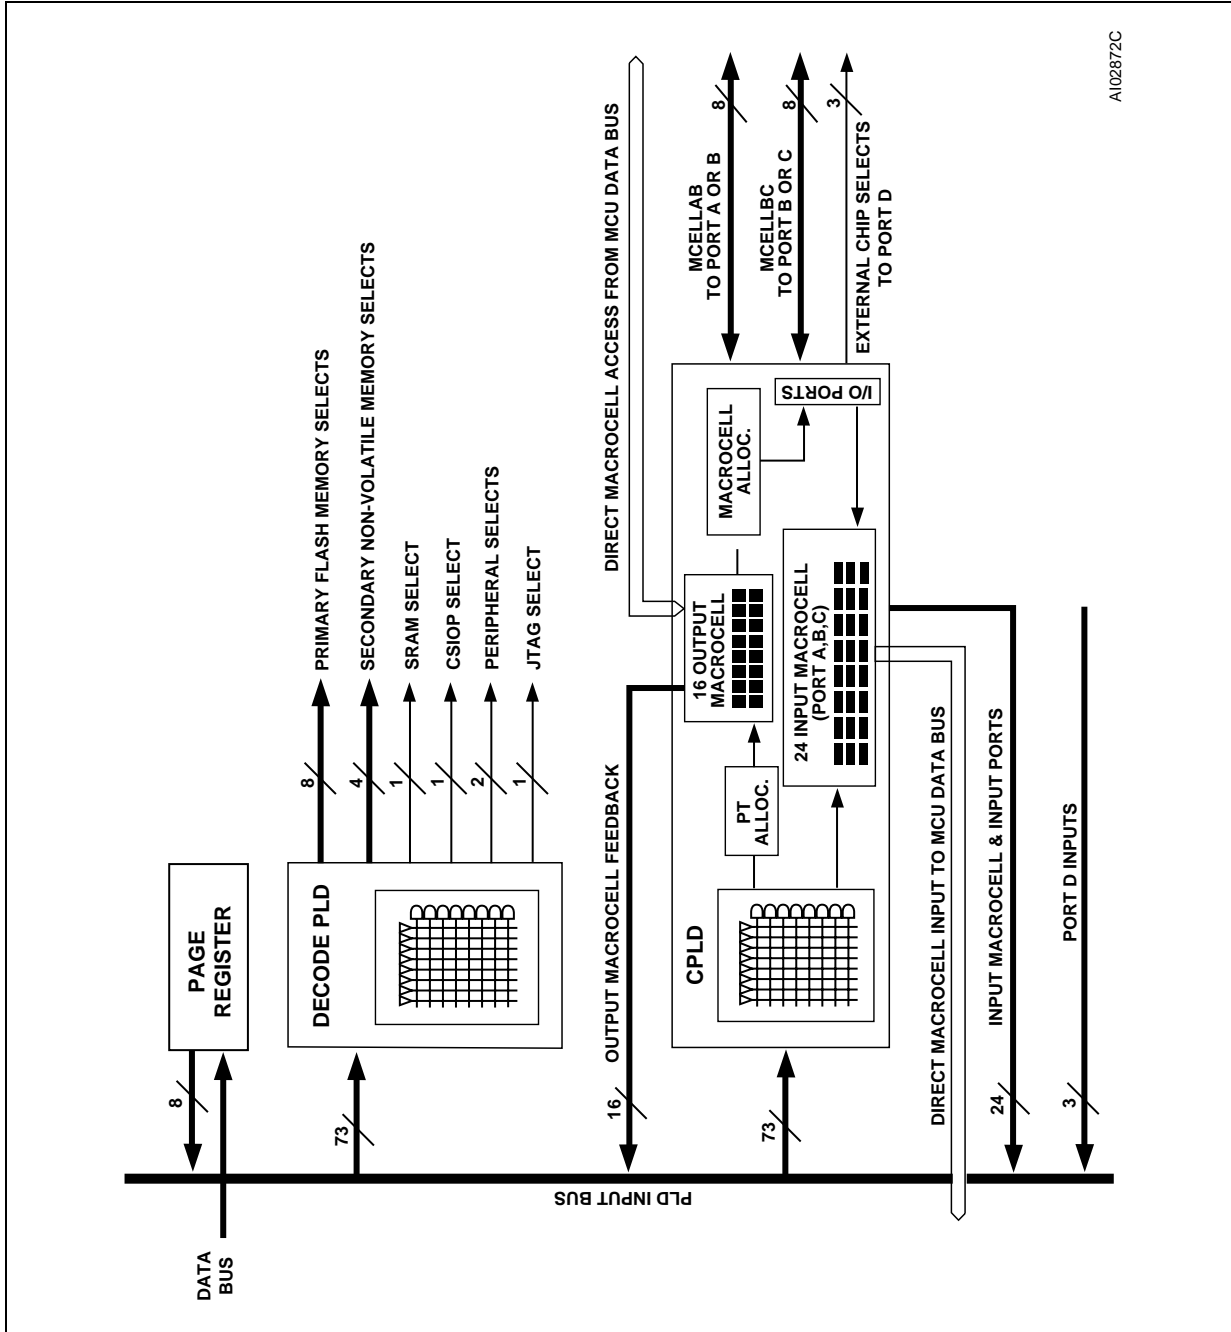 DATA
BUS
8
PAGE
REGISTER
PLD INPUT BUS
73
DECODE PLD
8
PRIMARY FLASH MEMORY SELECTS
4
SECONDARY NON-VOLATILE MEMORY SELECTS
1
SRAM SELECT
1
CSIOP SELECT
2
PERIPHERAL SELECTS
1
JTAG SELECT
16
OUTPUT MACROCELL FEEDBACK
DIRECT MACROCELL ACCESS FROM MCU DATA BUS
73
CPLD
PT
ALLOC.
16 OUTPUT
MACROCELL
MACROCELL
ALLOC.
I/O PORTS
24 INPUT MACROCELL
(PORT A,B,C)
MCELLAB
TO PORT A OR B
8
MCELLBC
TO PORT B OR C
8
EXTERNAL CHIP SELECTS
TO PORT D
3
DIRECT MACROCELL INPUT TO MCU DATA BUS
24
INPUT MACROCELL & INPUT PORTS
3
PORT D INPUTS
AI02872C